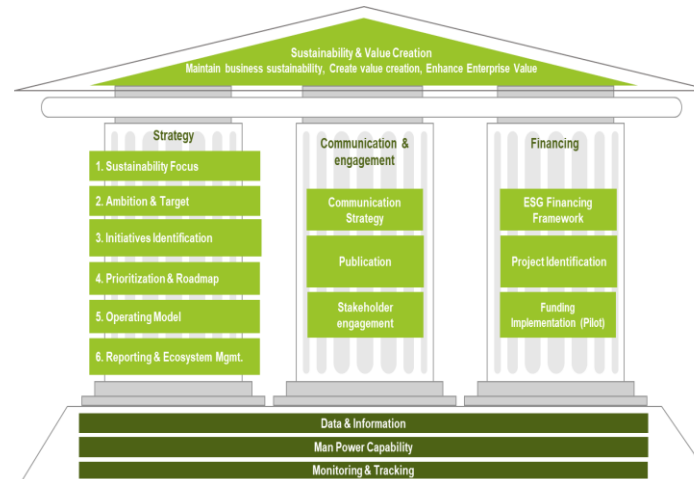 Sustainability & Value Creation
Maintain business sustainability, Create value creation, Enhance Enterprise Value
Strategy
1. Sustainability Focus
2. Ambition & Target
3. Initiatives Identification
4. Prioritization & Roadmap
5. Operating Model
6. Reporting & Ecosystem Mgmt.
Communication &
engagement
Communication
Strategy
Publication
Stakeholder
engagement
Financing
ESG Financing
Framework
Project Identification
Funding
Implementation (Pilot)
Data & Information
Man Power Capability
Monitoring & Tracking